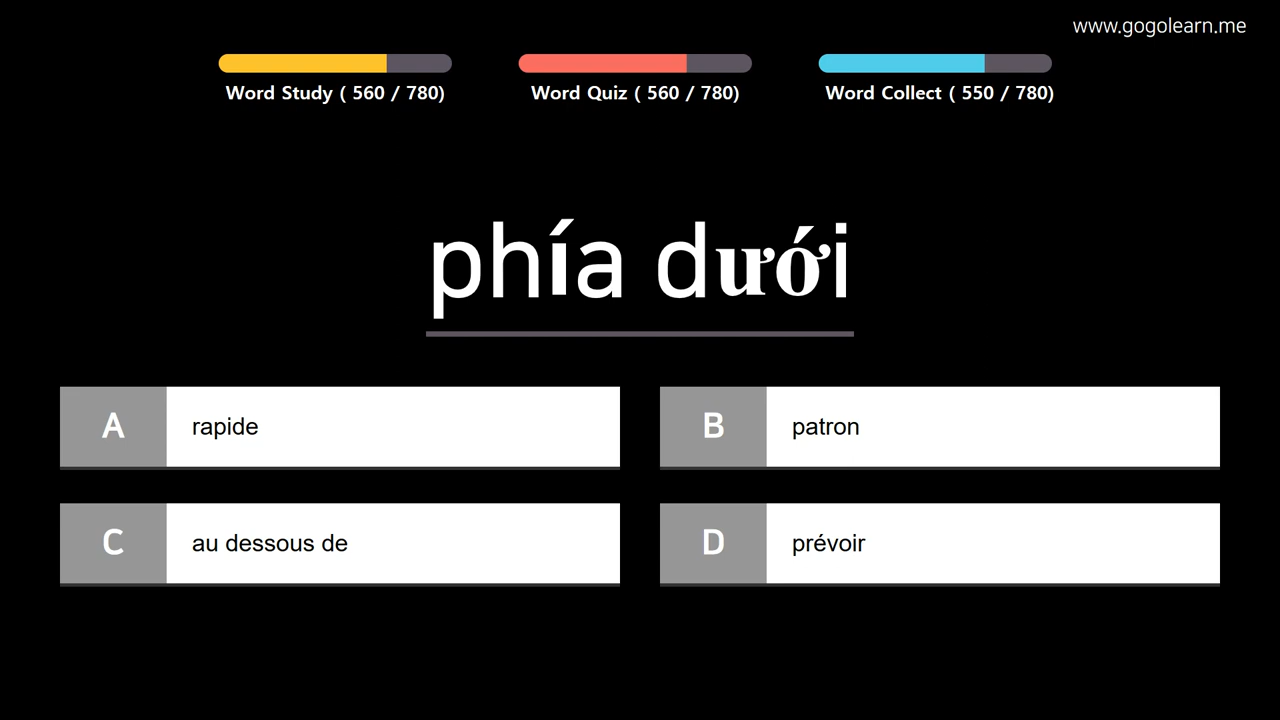 www.gogolearn.me
Word Study ( 560 / 780)
Word Quiz ( 560 / 780)
Word Collect ( 550 / 780)
phía dưới
A rapide
B patron
C au dessous de
D prévoir